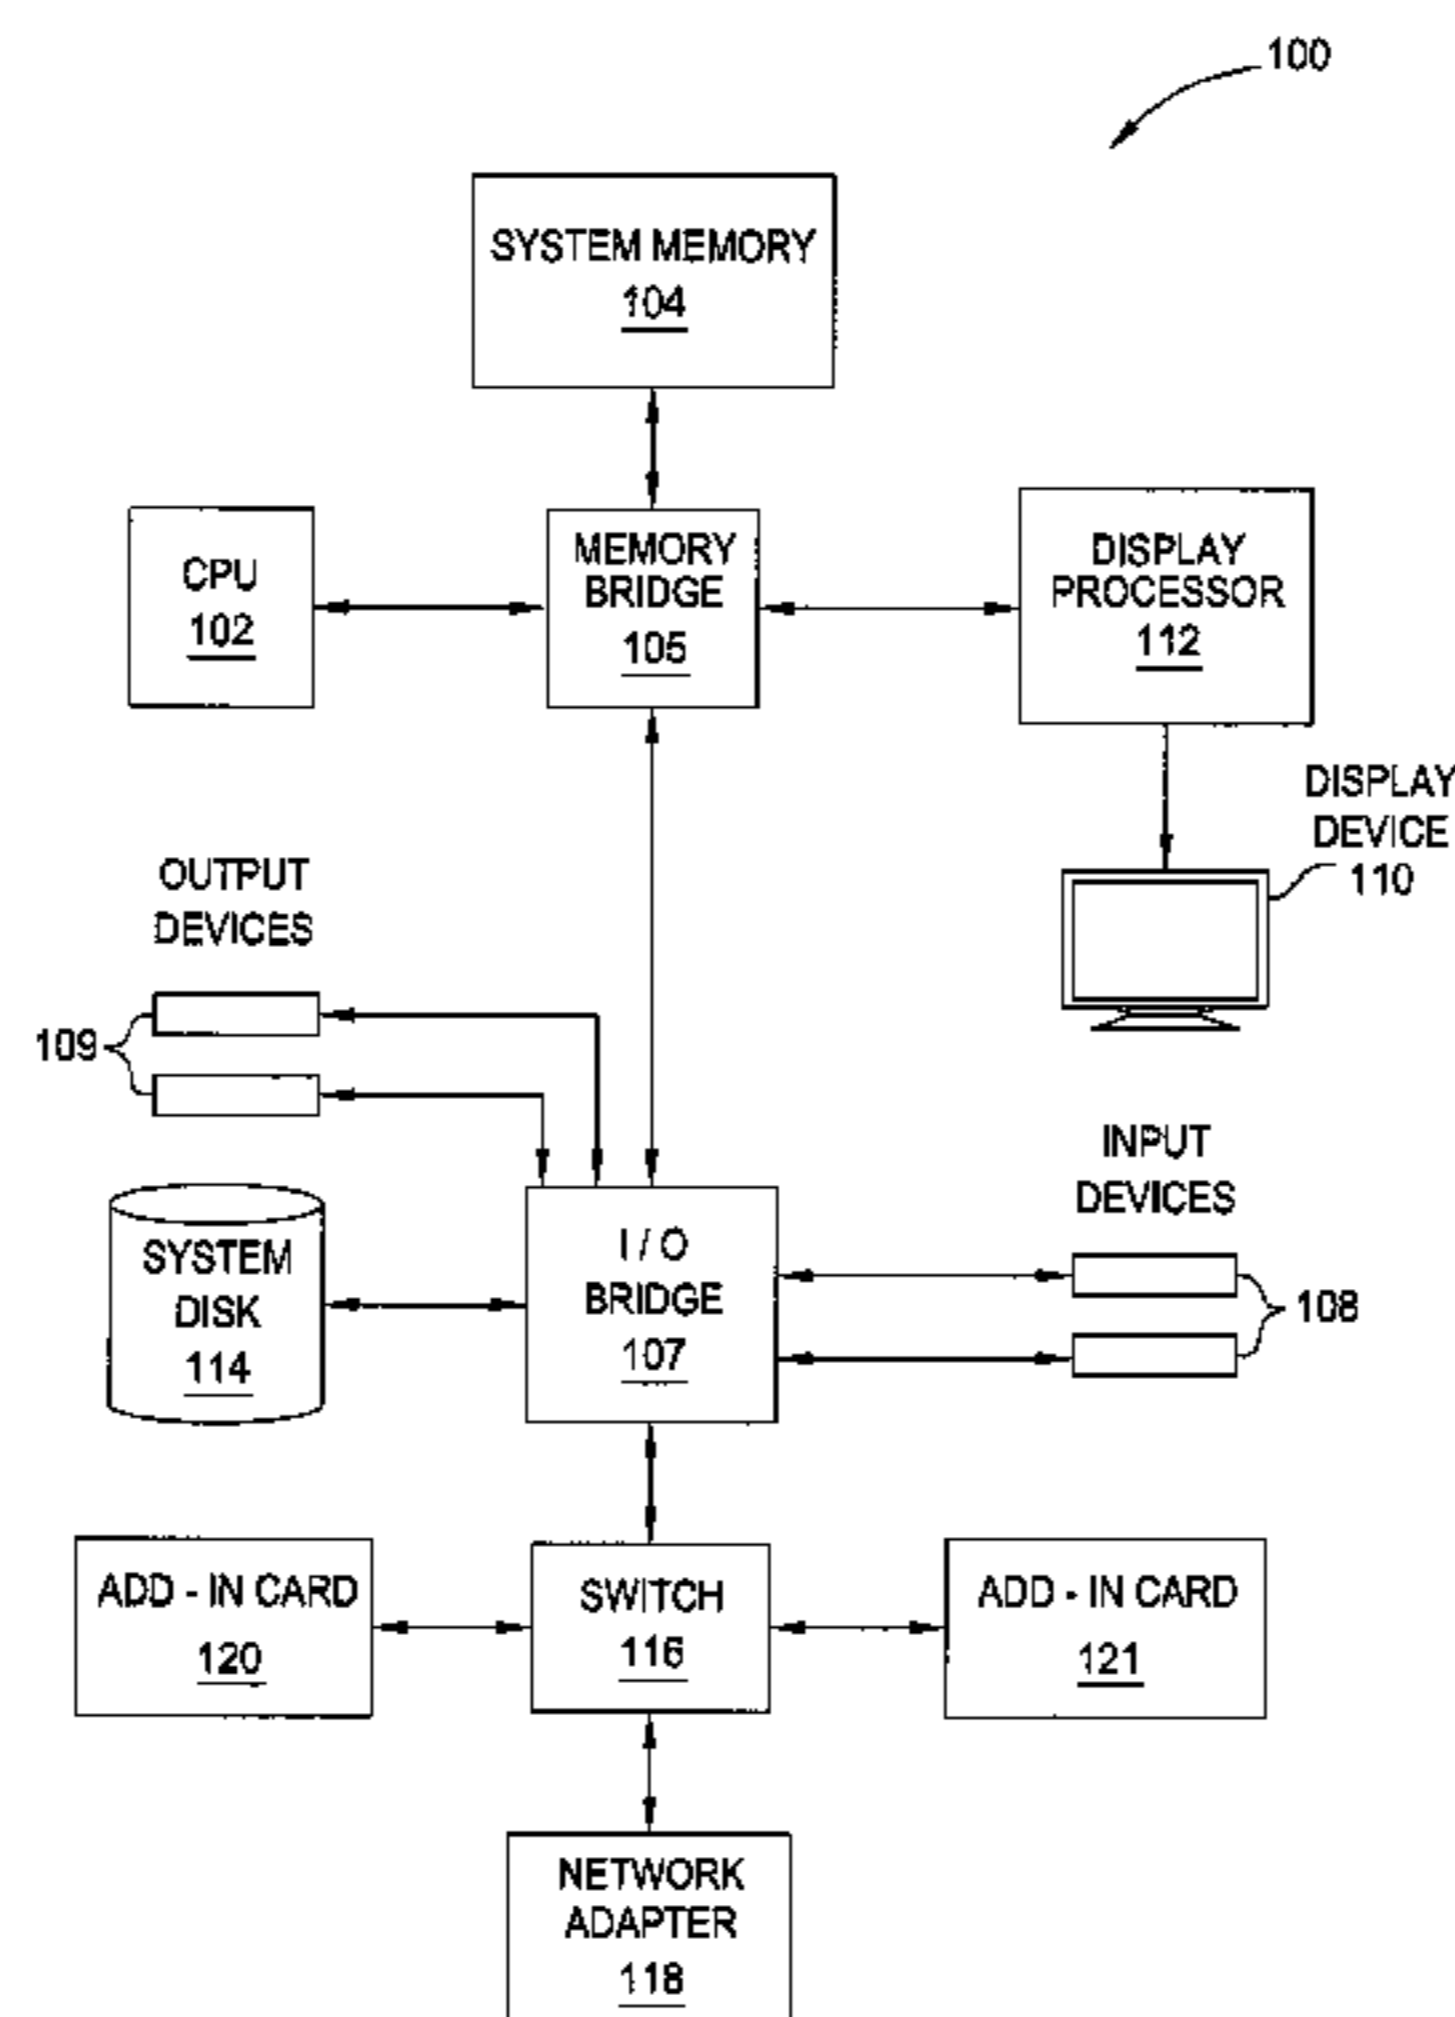 100
SYSTEM MEMORY
104
CPU
102
MEMORY
BRIDGE
105
DISPLAY
PROCESSOR
112
DISPLAY
DEVICE
110
OUTPUT
DEVICES
109
INPUT
DEVICES
108
SYSTEM
DISK
114
I / O
BRIDGE
107
ADD - IN CARD
120
SWITCH
116
ADD - IN CARD
121
NETWORK
ADAPTER
118